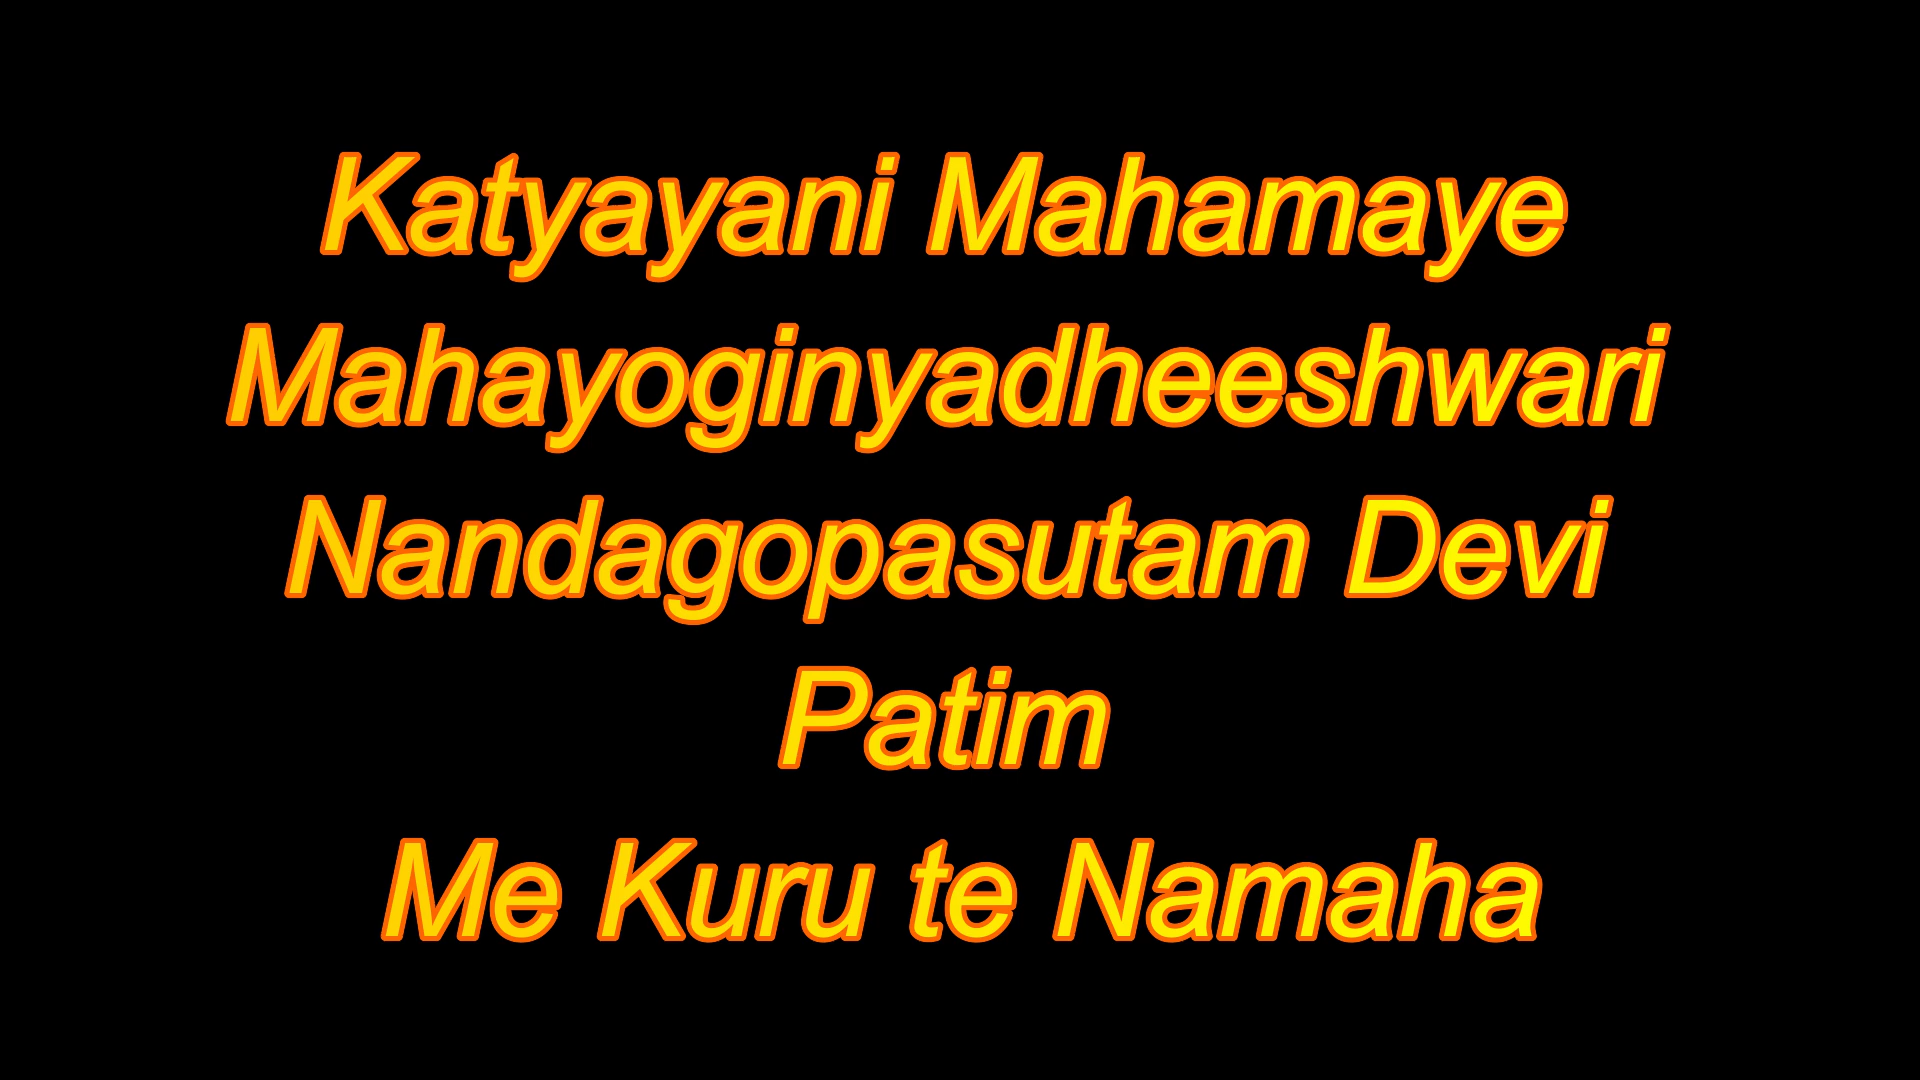 Katyayani Mahamaye
Mahayoginyadheeshwari
Nandagopasutam Devi
Patim
Me Kuru te Namaha